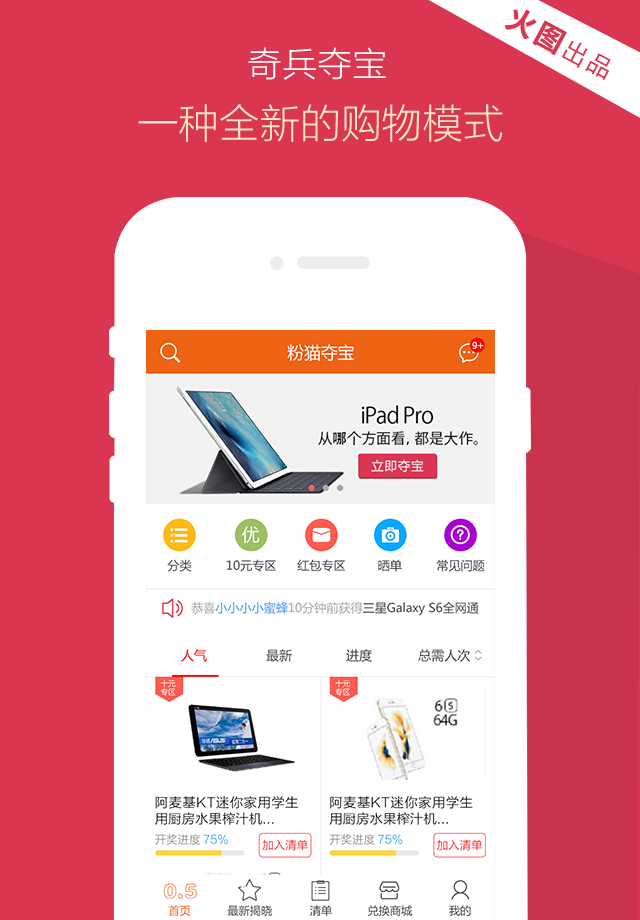 火图出品
奇兵夺宝
一种全新的购物模式
粉猫夺宝
9+
iPad Pro
从哪个方面看，都是大作。
立即夺宝
分类
优
10元专区
红包专区
晒单
常见问题
恭喜小小小小蜜蜂10分钟前获得三星Galaxy S6全网通
人气
最新
进度
总需人次
十元
专区
ASUS
阿麦基KT迷你家用学生
用厨房水果榨汁机...
开奖进度 75%
加入清单
十元
专区
6S
64G
阿麦基KT迷你家用学生
用厨房水果榨汁机...
开奖进度 75%
加入清单
0.5
首页
最新揭晓
清单
兑换商城
我的